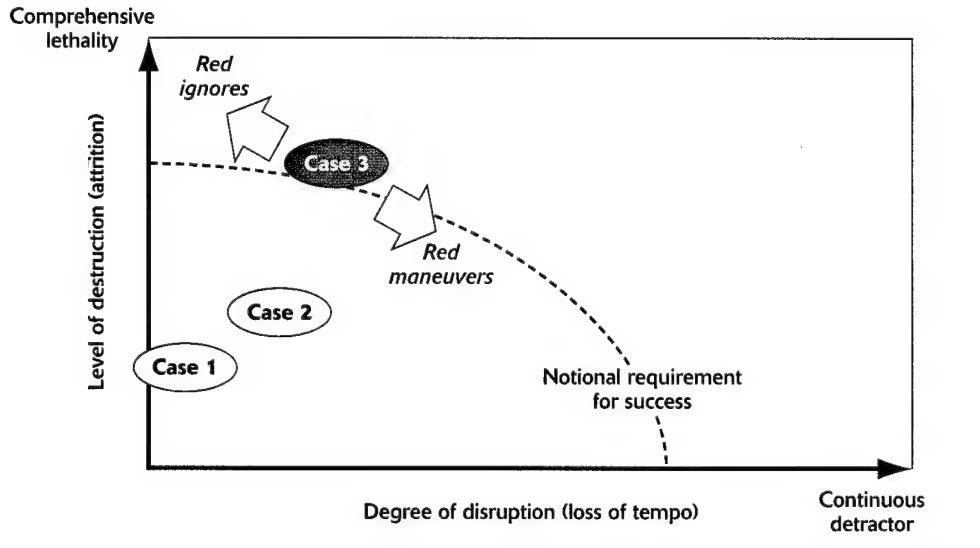 Comprehensive
lethality
Red
ignores
Case 3
Red
maneuvers
Case 2
Case 1
Level of destruction (attrition)
Notional requirement
for success
Degree of disruption (loss of tempo)
Continuous
detractor